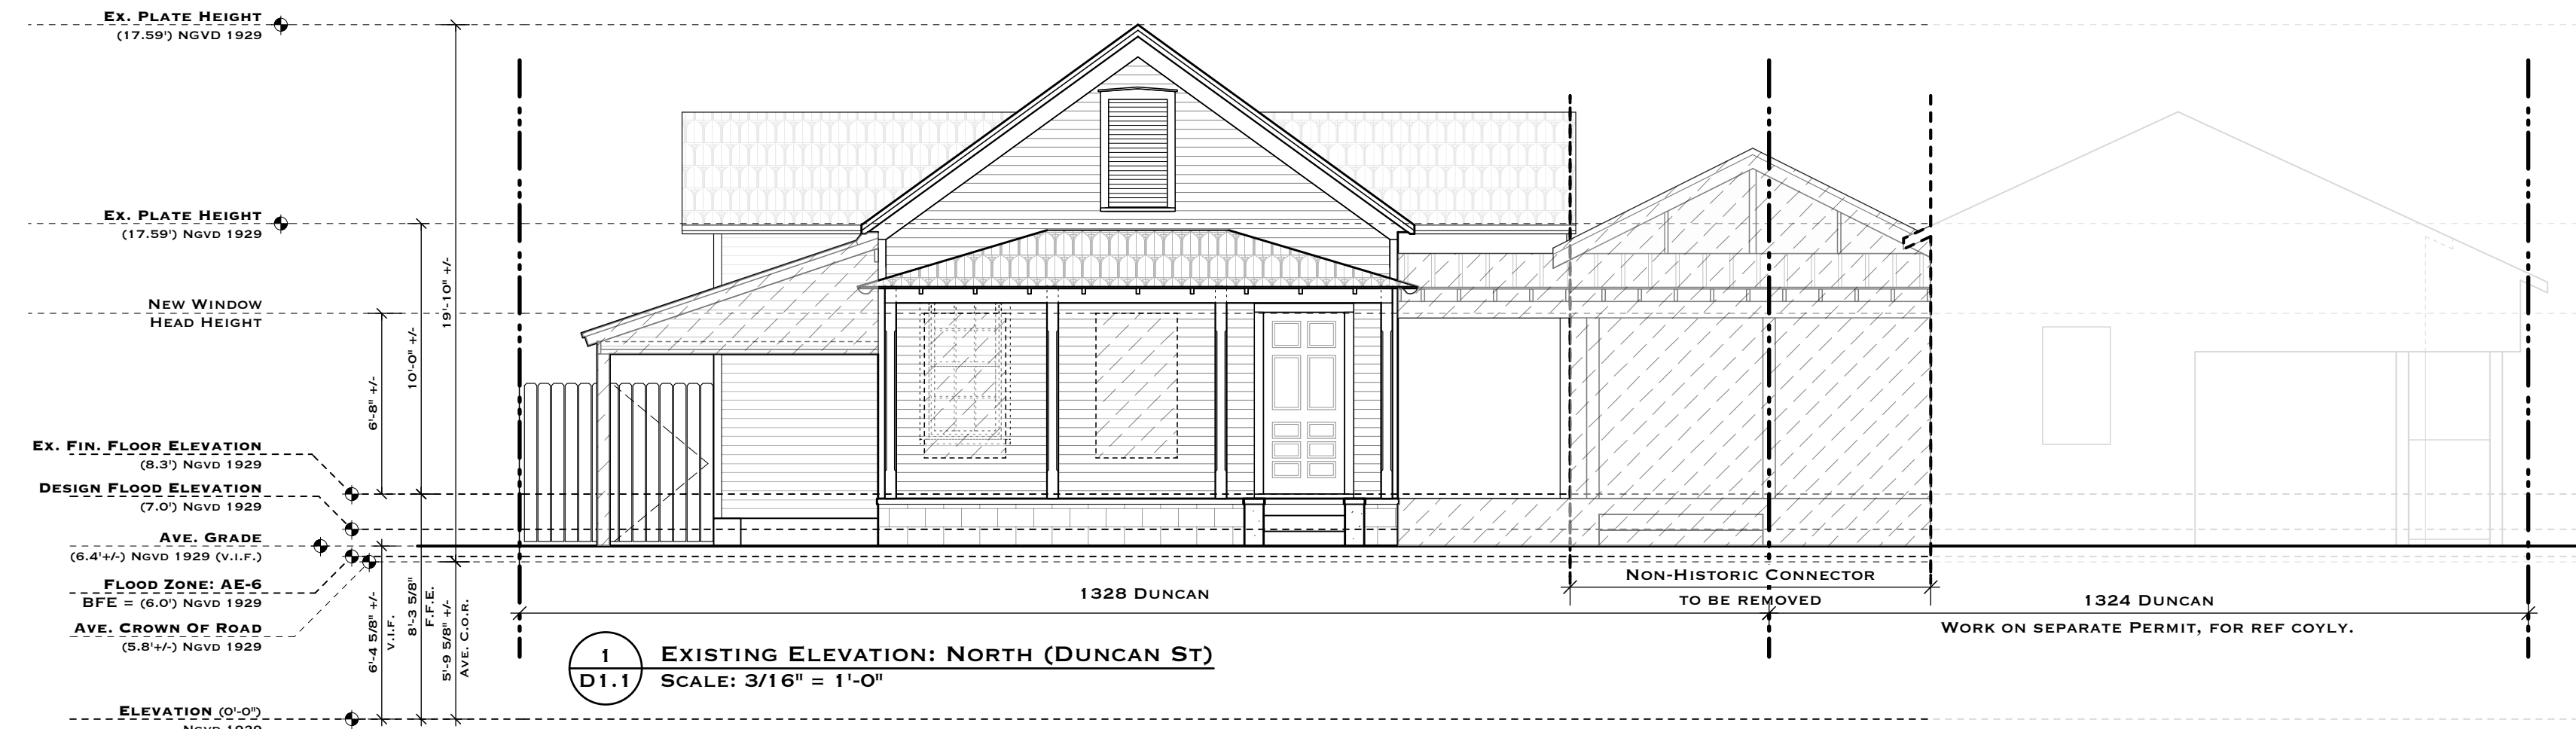 Ex. Plate Height
(17.59') NGVD 1929
Ex. Plate Height
(17.59') NGVD 1929
New Window
Head Height
Ex. Fin. Floor Elevation
(8.3') NGVD 1929
Design Flood Elevation
(7.0') NGVD 1929
Ave. Grade
(6.4'+/-) NGVD 1929 (V.I.F.)
Flood Zone: AE-6
BFE = (6.0') NGVD 1929
Ave. Crown Of Road
(5.8'+/-) NGVD 1929
Elevation (0'-0")
NGVD 1929
6'-8" +/-
10'-0" +/-
19'-10" +/-
6'-4 5/8" +/-
V.I.F.
8'-3 5/8"
F.F.E.
5'-9 5/8" +/-
AVE. C.O.R.
1328 Duncan
Non-Historic Connector
to be removed
1324 Duncan
Work on separate Permit, for ref coyly.
1
D1.1
Existing Elevation: North (Duncan St)
Scale: 3/16" = 1'-0"